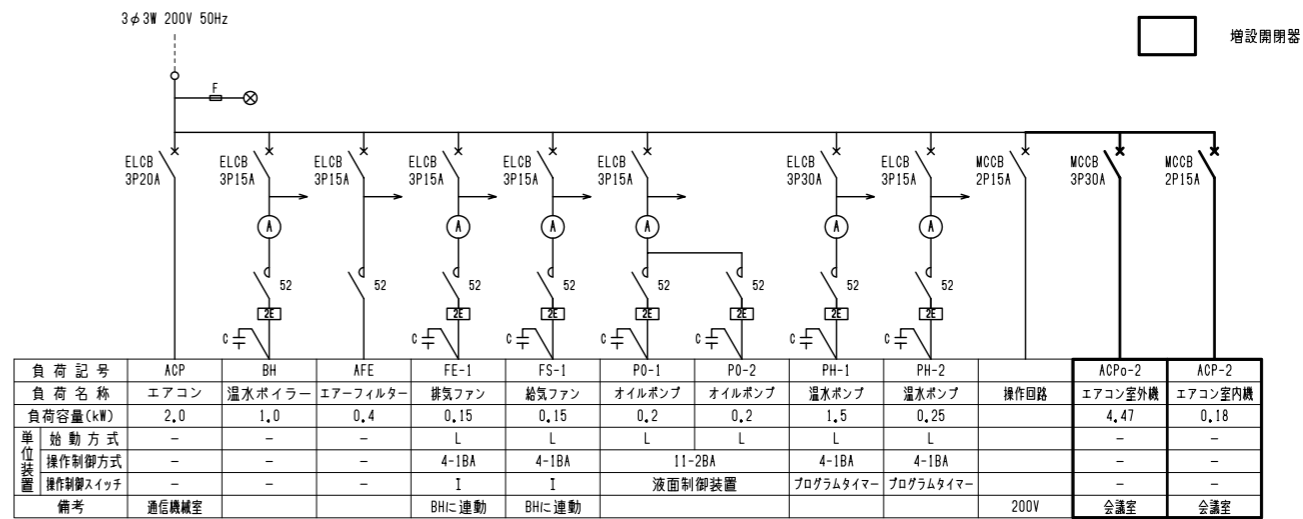 3φ3W 200V 50Hz
増設開閉器
F
ELCB 3P20A
ELCB 3P15A
ELCB 3P15A
ELCB 3P15A
ELCB 3P15A
ELCB 3P15A
ELCB 3P30A
ELCB 3P15A
MCCB 2P15A
MCCB 3P30A
MCCB 2P15A
A A A A A A
52 52 52 52 52 52 52 52
2E 2E 2E 2E 2E 2E 2E
C C C C C
負荷記号 ACP BH AFE FE-1 FS-1 PO-1 PO-2 PH-1 PH-2 ACPo-2 ACP-2
負荷名称 エアコン 温水ボイラー エアーフィルター 排気ファン 給気ファン オイルポンプ オイルポンプ 温水ポンプ 温水ポンプ 操作回路 エアコン室外機 エアコン室内機
負荷容量(kW) 2.0 1.0 0.4 0.15 0.15 0.2 0.2 1.5 0.25 4.47 0.18
単位装置
始動方式 - - - L L L L L L - -
操作制御方式 - - - 4-1BA 4-1BA 11-2BA 4-1BA 4-1BA - -
操作制御スイッチ - - - I I 液面制御装置 プログラムタイマー プログラムタイマー - -
備考 通信機械室 BHに連動 BHに連動 200V 会議室 会議室